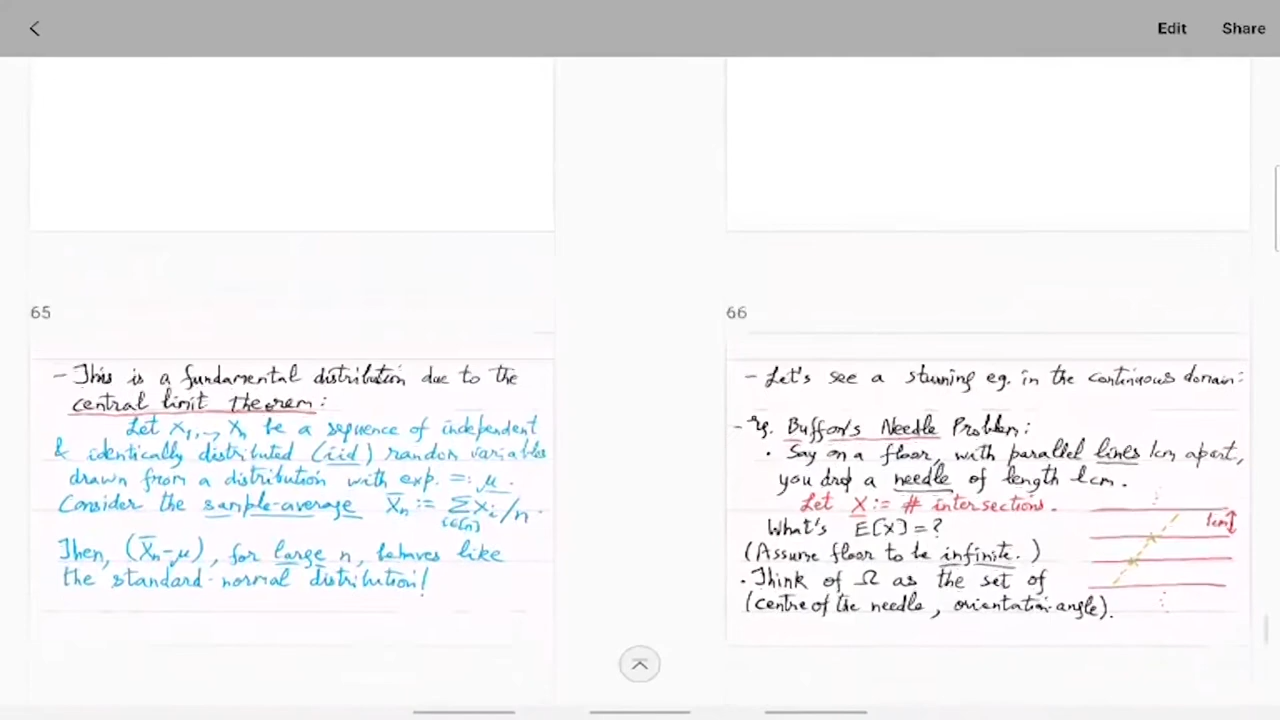 Edit Share
65
- This is a fundamental distribution due to the
central limit theorem:
Let X₁,→ Xₙ be a sequence of independent
& identically distributed (iid) random variables
drawn from a distribution with exp. =: μ.
Consider the sample-average X̄ₙ := Σ Xᵢ/n.
i∈[n]
Then, (X̄ₙ-μ), for large n, behaves like
the standard-normal distribution!
66
- Let's see a stunning eg. in the continuous domain:
- Eg. Buffon's Needle Problem:
· Say on a floor, with parallel lines 1cm apart,
you drop a needle of length lcm.
Let X := # intersections.
What's E[X] = ?
1cm
(Assume floor to be infinite.)
· Think of Ω as the set of
(centre of the needle, orientation-angle).